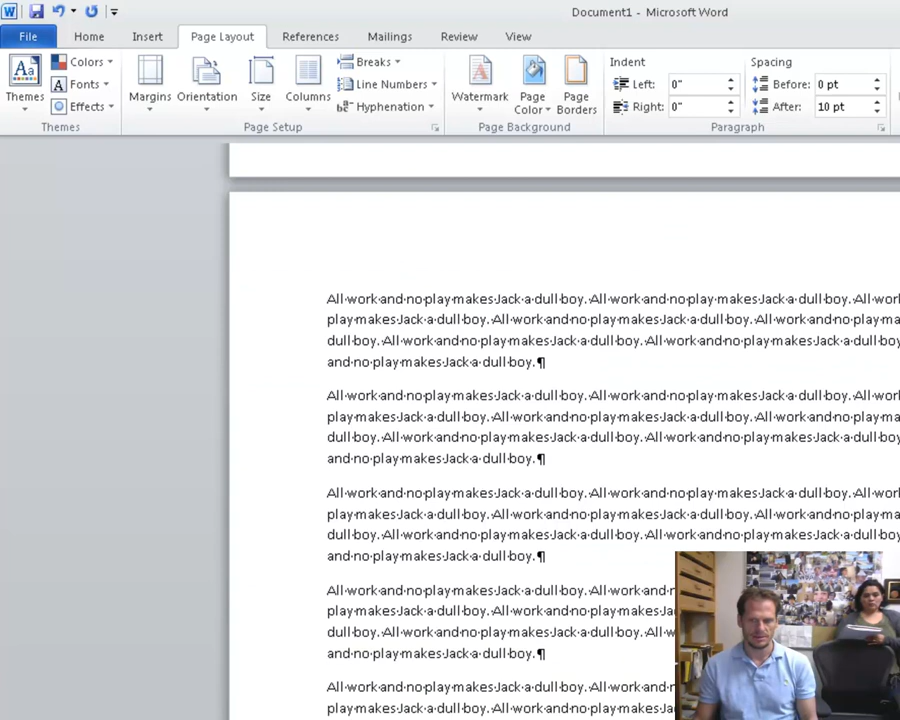 Document1 - Microsoft Word
File Home Insert Page Layout References Mailings Review View
Themes Colors Fonts Effects Margins Orientation Size Columns Breaks Line Numbers Hyphenation Watermark Page Color Page Borders Indent Left: 0" Right: 0" Spacing Before: 0 pt After: 10 pt
Themes Page Setup Page Background Paragraph
All·work·and·no·play·makes·Jack·a·dull·boy.·All·work·and·no·play·makes·Jack·a·dull·boy.·All·wor
play·makes·Jack·a·dull·boy.·All·work·and·no·play·makes·Jack·a·dull·boy.·All·work·and·no·play·ma
dull·boy.·All·work·and·no·play·makes·Jack·a·dull·boy.·All·work·and·no·play·makes·Jack·a·dull·boy
and·no·play·makes·Jack·a·dull·boy.¶
All·work·and·no·play·makes·Jack·a·dull·boy.·All·work·and·no·play·makes·Jack·a·dull·boy.·All·wor
play·makes·Jack·a·dull·boy.·All·work·and·no·play·makes·Jack·a·dull·boy.·All·work·and·no·play·ma
dull·boy.·All·work·and·no·play·makes·Jack·a·dull·boy.·All·work·and·no·play·makes·Jack·a·dull·boy
and·no·play·makes·Jack·a·dull·boy.¶
All·work·and·no·play·makes·Jack·a·dull·boy.·All·work·and·no·play·makes·Jack·a·dull·boy.·All·wor
play·makes·Jack·a·dull·boy.·All·work·and·no·play·makes·Jack·a·dull·boy.·All·work·and·no·play·ma
dull·boy.·All·work·and·no·play·makes·Jack·a·dull·boy.·All·work·and·no·play·makes·Jack·a·dull·boy
and·no·play·makes·Jack·a·dull·boy.¶
All·work·and·no·play·makes·Jack·a·dull·boy.·All·work·and·n
play·makes·Jack·a·dull·boy.·All·work·and·no·play·makes·Ja
dull·boy.·All·work·and·no·play·makes·Jack·a·dull·boy.·All·w
and·no·play·makes·Jack·a·dull·boy.¶
All·work·and·no·play·makes·Jack·a·dull·boy.·All·work·and·n
play·makes·Jack·a·dull·boy.·All·work·and·no·play·makes·Ja